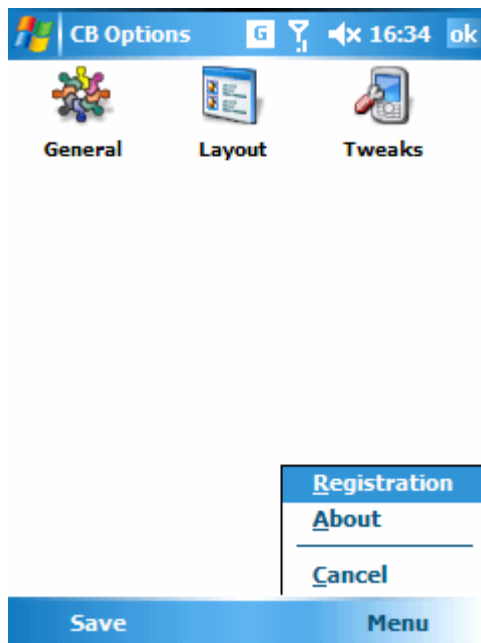 CB Options G 16:34 ok
General Layout Tweaks
Registration
About
Cancel
Save Menu